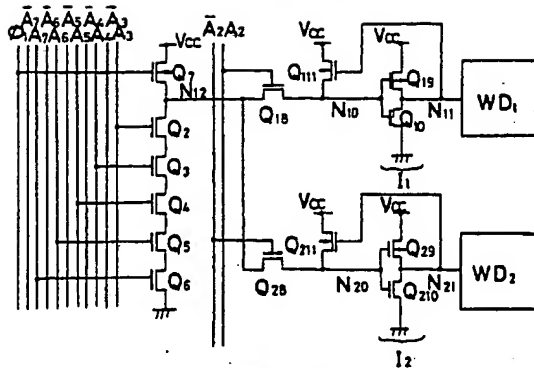 Ā7 Ā6 Ā5 Ā4 Ā3
Φ1 A7 A6 A5 A4 A3
Ā2 A2
Vcc
Q7
N12
Q2
Q3
Q4
Q5
Q6
Q18
Vcc
Q111
N10
Vcc
Q19
Q10
N11
WD1
I1
Q28
Vcc
Q211
N20
Vcc
Q29
Q210
N21
WD2
I2